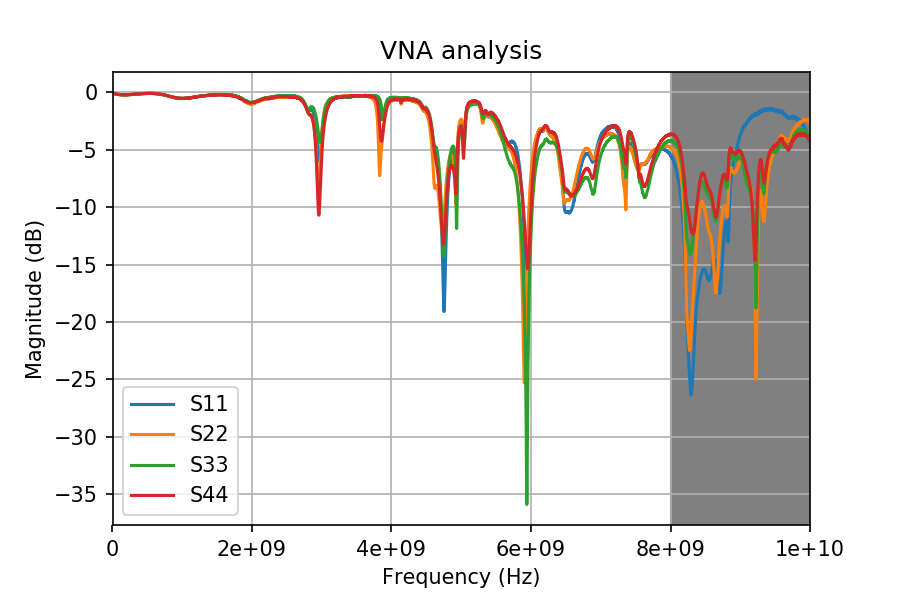 VNA analysis
Magnitude (dB)
0
−5
−10
−15
−20
−25
−30
−35
S11
S22
S33
S44
0 2e+09 4e+09 6e+09 8e+09 1e+10
Frequency (Hz)